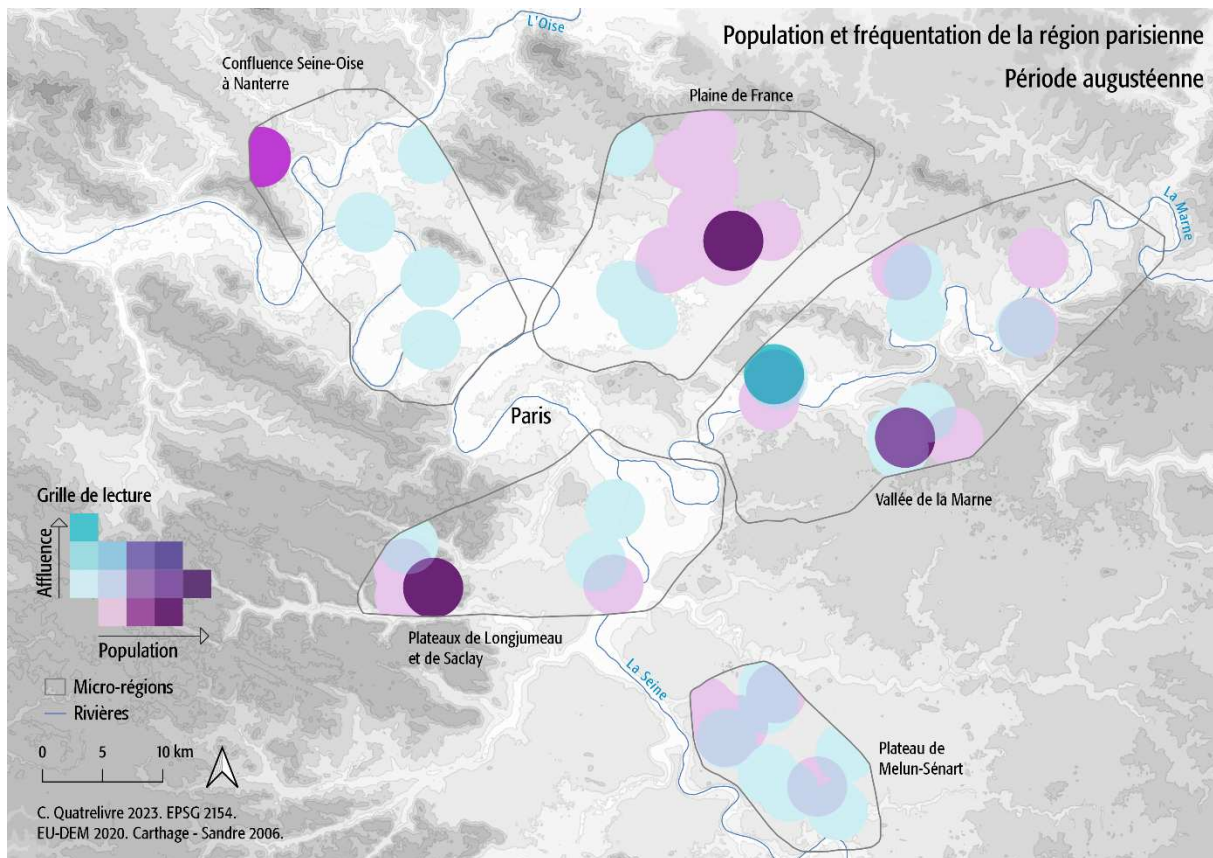 Population et fréquentation de la région parisienne
Période augustéenne
L'Oise
Confluence Seine-Oise
à Nanterre
Plaine de France
La Marne
Paris
Vallée de la Marne
Grille de lecture
Affluence
Population
Plateaux de Longjumeau
et de Saclay
La Seine
Plateau de
Melun-Sénart
Micro-régions
Rivières
0 5 10 km
C. Quatrelivre 2023. EPSG 2154.
EU-DEM 2020. Carthage - Sandre 2006.